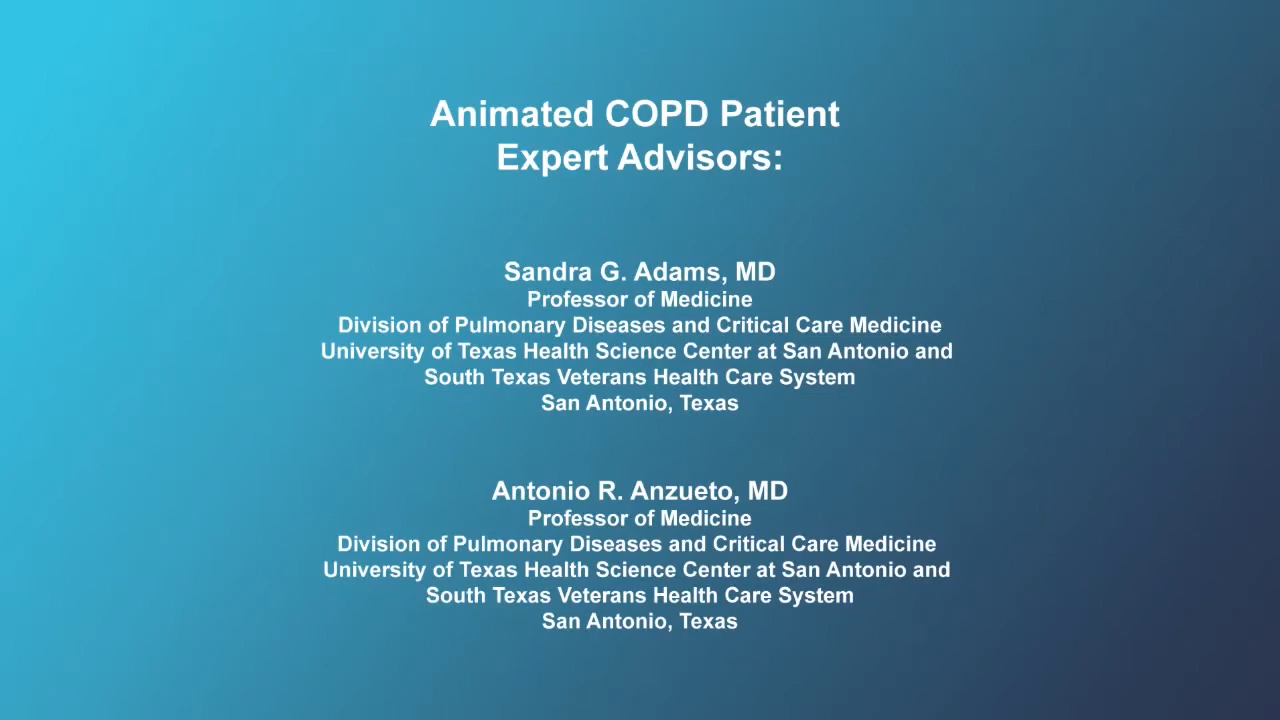 Animated COPD Patient
Expert Advisors:
Sandra G. Adams, MD
Professor of Medicine
Division of Pulmonary Diseases and Critical Care Medicine
University of Texas Health Science Center at San Antonio and
South Texas Veterans Health Care System
San Antonio, Texas
Antonio R. Anzueto, MD
Professor of Medicine
Division of Pulmonary Diseases and Critical Care Medicine
University of Texas Health Science Center at San Antonio and
South Texas Veterans Health Care System
San Antonio, Texas